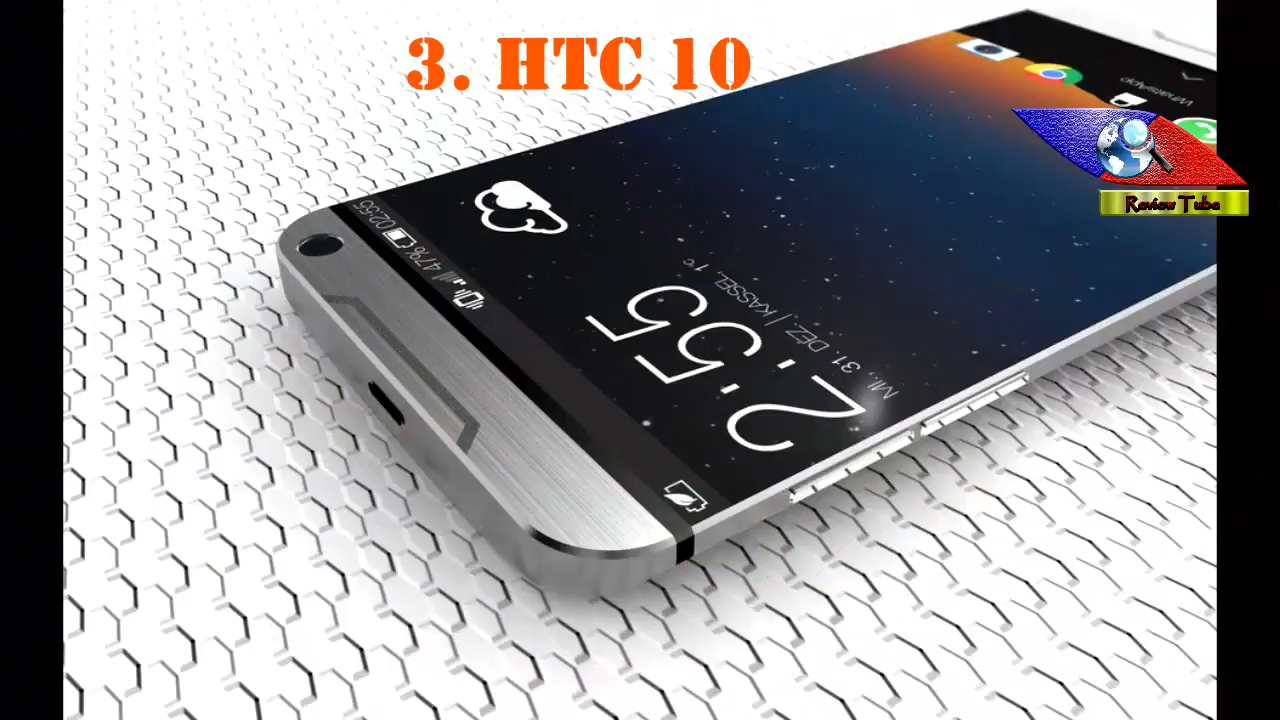 3. HTC 10
WhatsApp
Review Tube
02:55
47%
2:55
MI., 31. DEZ. | KASSEL, 1°C